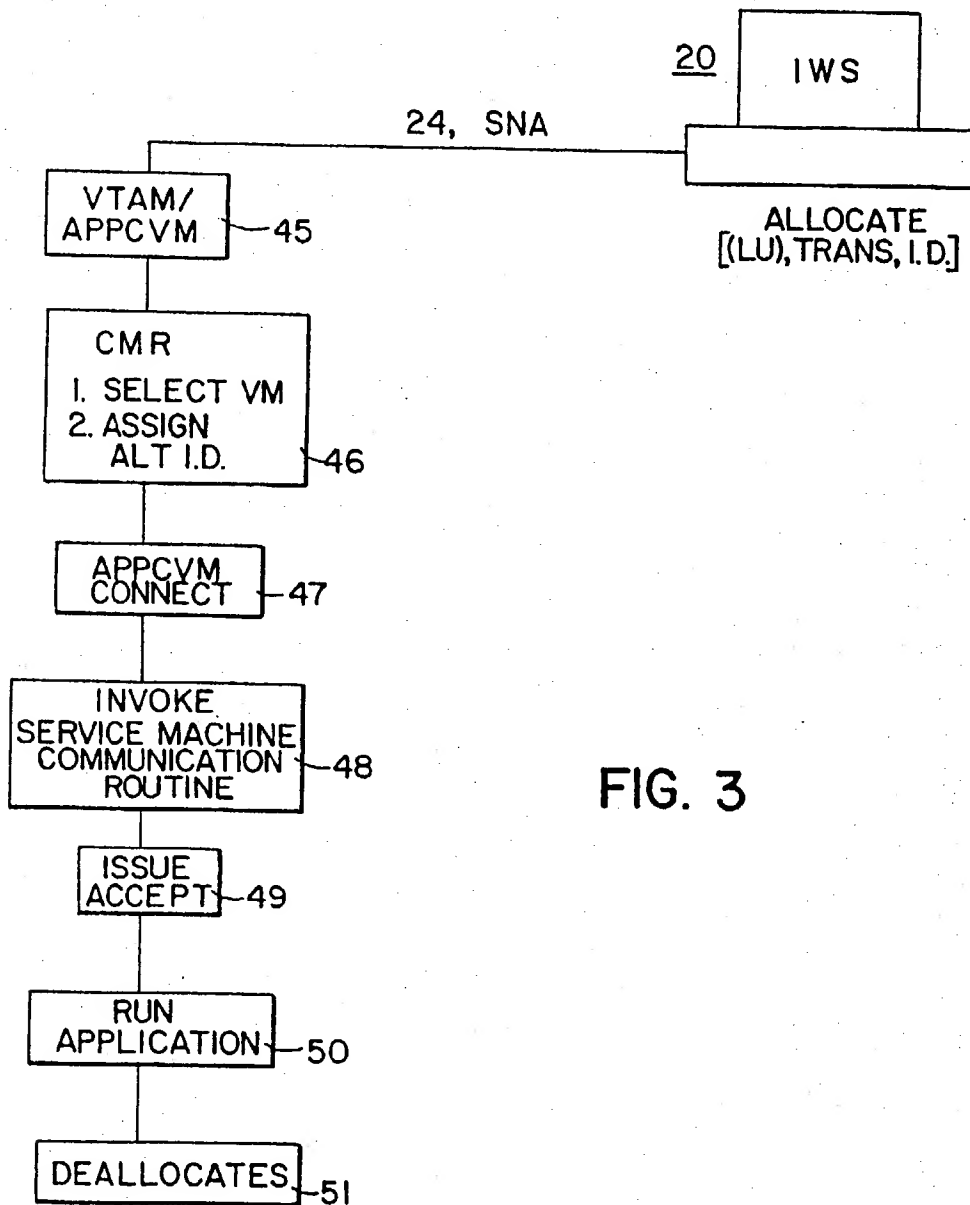 20
IWS
24, SNA
ALLOCATE
[(LU), TRANS, I.D.]
VTAM/
APPCVM
45
CMR
1. SELECT VM
2. ASSIGN
ALT I.D.
46
APPCVM
CONNECT
47
INVOKE
SERVICE MACHINE
COMMUNICATION
ROUTINE
48
FIG. 3
ISSUE
ACCEPT
49
RUN
APPLICATION
50
DEALLOCATES
51